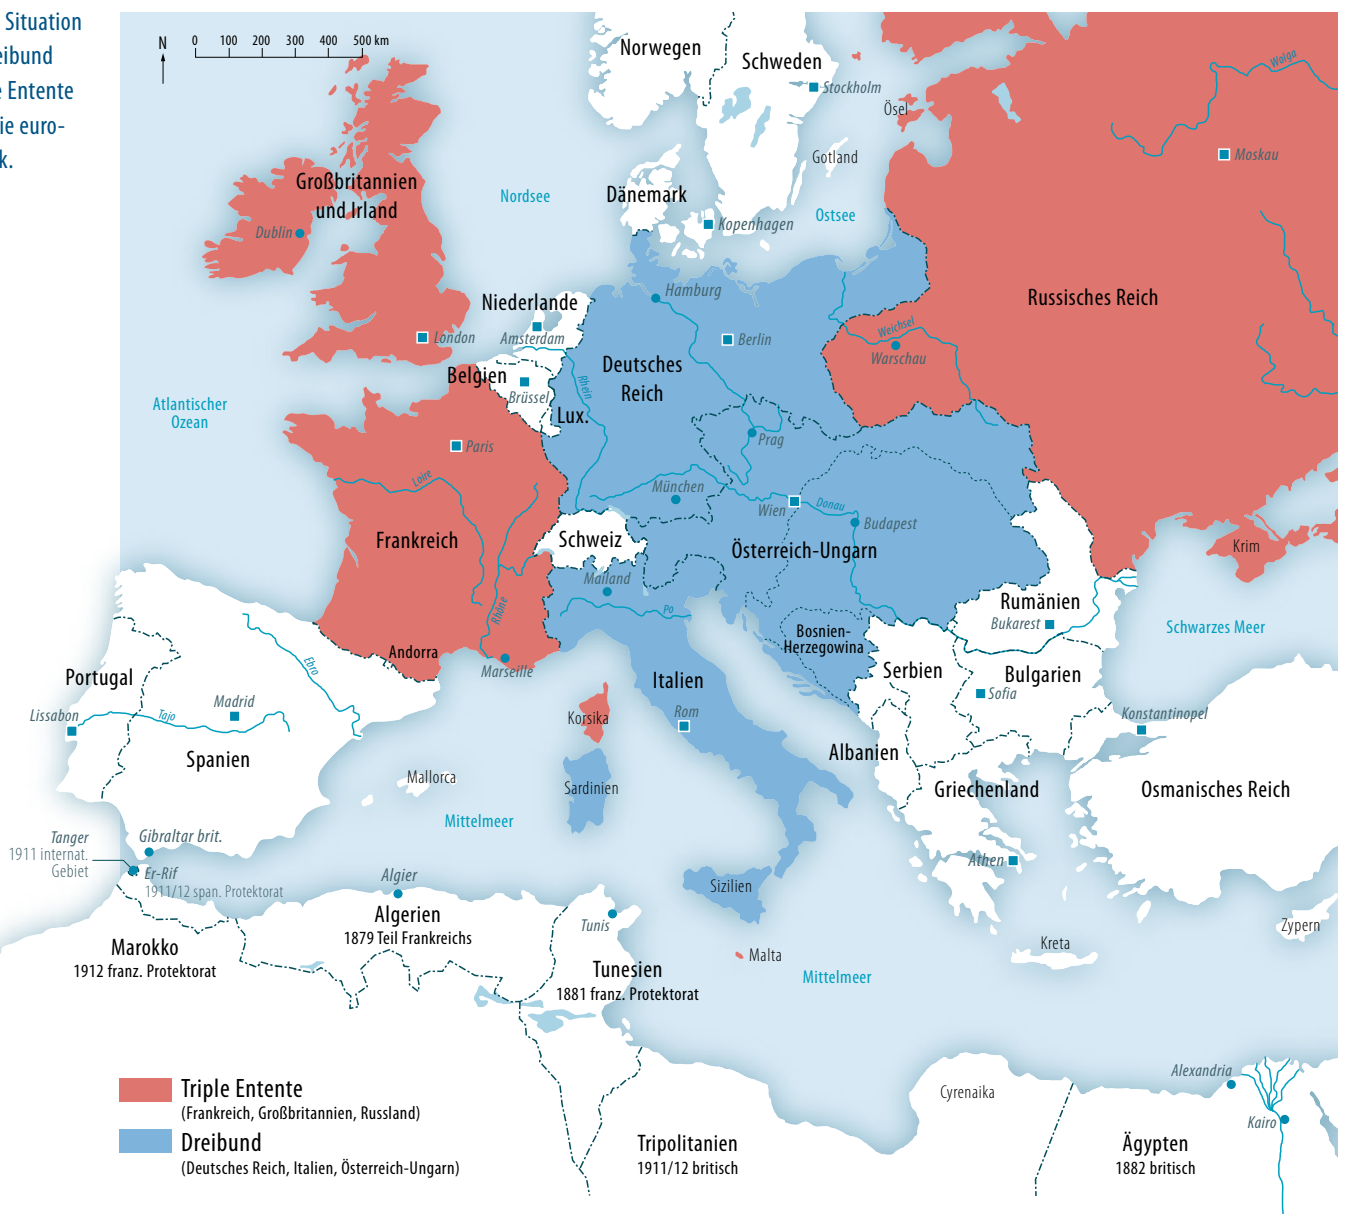 Situation
eibund
e Entente
ie euro-
k.
N
0 100 200 300 400 500 km
Norwegen
Schweden
Stockholm
Wolga
Ösel
Moskau
Gotland
Großbritannien
und Irland
Nordsee
Dänemark
Ostsee
Kopenhagen
Dublin
Hamburg
Russisches Reich
Niederlande
London
Amsterdam
Berlin
Weichsel
Warschau
Deutsches
Reich
Belgien
Rhein
Brüssel
Lux.
Atlantischer
Ozean
Paris
Prag
Loire
München
Wien
Donau
Budapest
Frankreich
Schweiz
Österreich-Ungarn
Krim
Mailand
Rhône
Po
Rumänien
Bukarest
Schwarzes Meer
Bosnien-
Herzegowina
Andorra
Ebro
Marseille
Portugal
Italien
Serbien
Bulgarien
Sofia
Madrid
Lissabon
Tajo
Korsika
Rom
Konstantinopel
Spanien
Albanien
Mallorca
Sardinien
Griechenland
Osmanisches Reich
Mittelmeer
Tanger
1911 internat.
Gebiet
Gibraltar brit.
Er-Rif
1911/12 span. Protektorat
Algier
Athen
Sizilien
Algerien
1879 Teil Frankreichs
Tunis
Zypern
Marokko
1912 franz. Protektorat
Kreta
Malta
Tunesien
1881 franz. Protektorat
Mittelmeer
Alexandria
Cyrenaika
Kairo
Triple Entente
(Frankreich, Großbritannien, Russland)
Dreibund
(Deutsches Reich, Italien, Österreich-Ungarn)
Tripolitanien
1911/12 britisch
Ägypten
1882 britisch